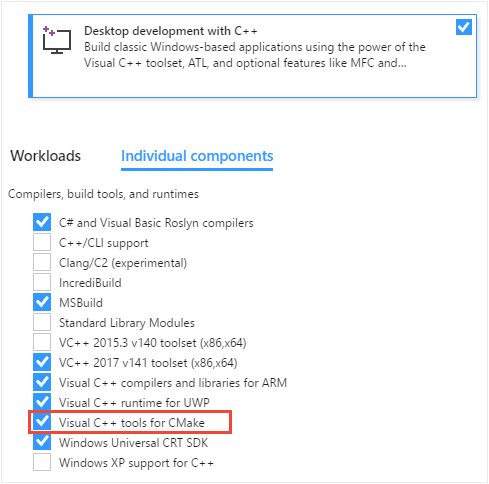 Desktop development with C++
Build classic Windows-based applications using the power of the
Visual C++ toolset, ATL, and optional features like MFC and...
Workloads
Individual components
Compilers, build tools, and runtimes
C# and Visual Basic Roslyn compilers
C++/CLI support
Clang/C2 (experimental)
IncrediBuild
MSBuild
Standard Library Modules
VC++ 2015.3 v140 toolset (x86,x64)
VC++ 2017 v141 toolset (x86,x64)
Visual C++ compilers and libraries for ARM
Visual C++ runtime for UWP
Visual C++ tools for CMake
Windows Universal CRT SDK
Windows XP support for C++